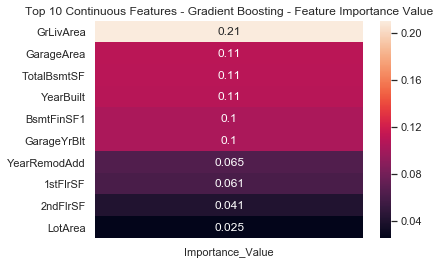 Top 10 Continuous Features - Gradient Boosting - Feature Importance Value
GrLivArea 0.21
GarageArea 0.11
TotalBsmtSF 0.11
YearBuilt 0.11
BsmtFinSF1 0.1
GarageYrBlt 0.1
YearRemodAdd 0.065
1stFlrSF 0.061
2ndFlrSF 0.041
LotArea 0.025
Importance_Value
0.20
0.16
0.12
0.08
0.04